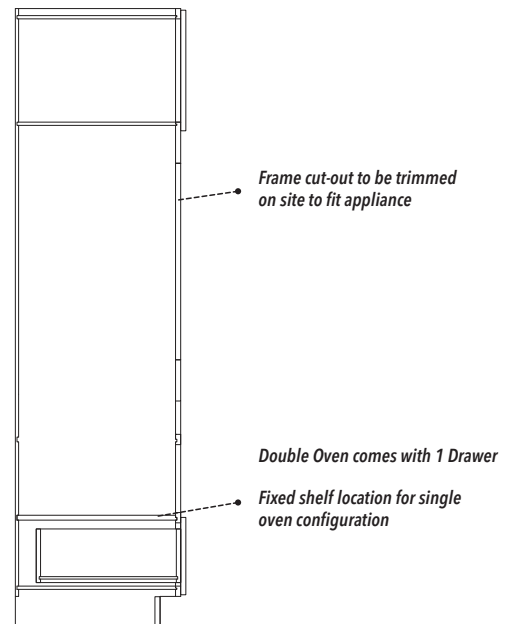 Frame cut-out to be trimmed
on site to fit appliance
Double Oven comes with 1 Drawer
Fixed shelf location for single
oven configuration